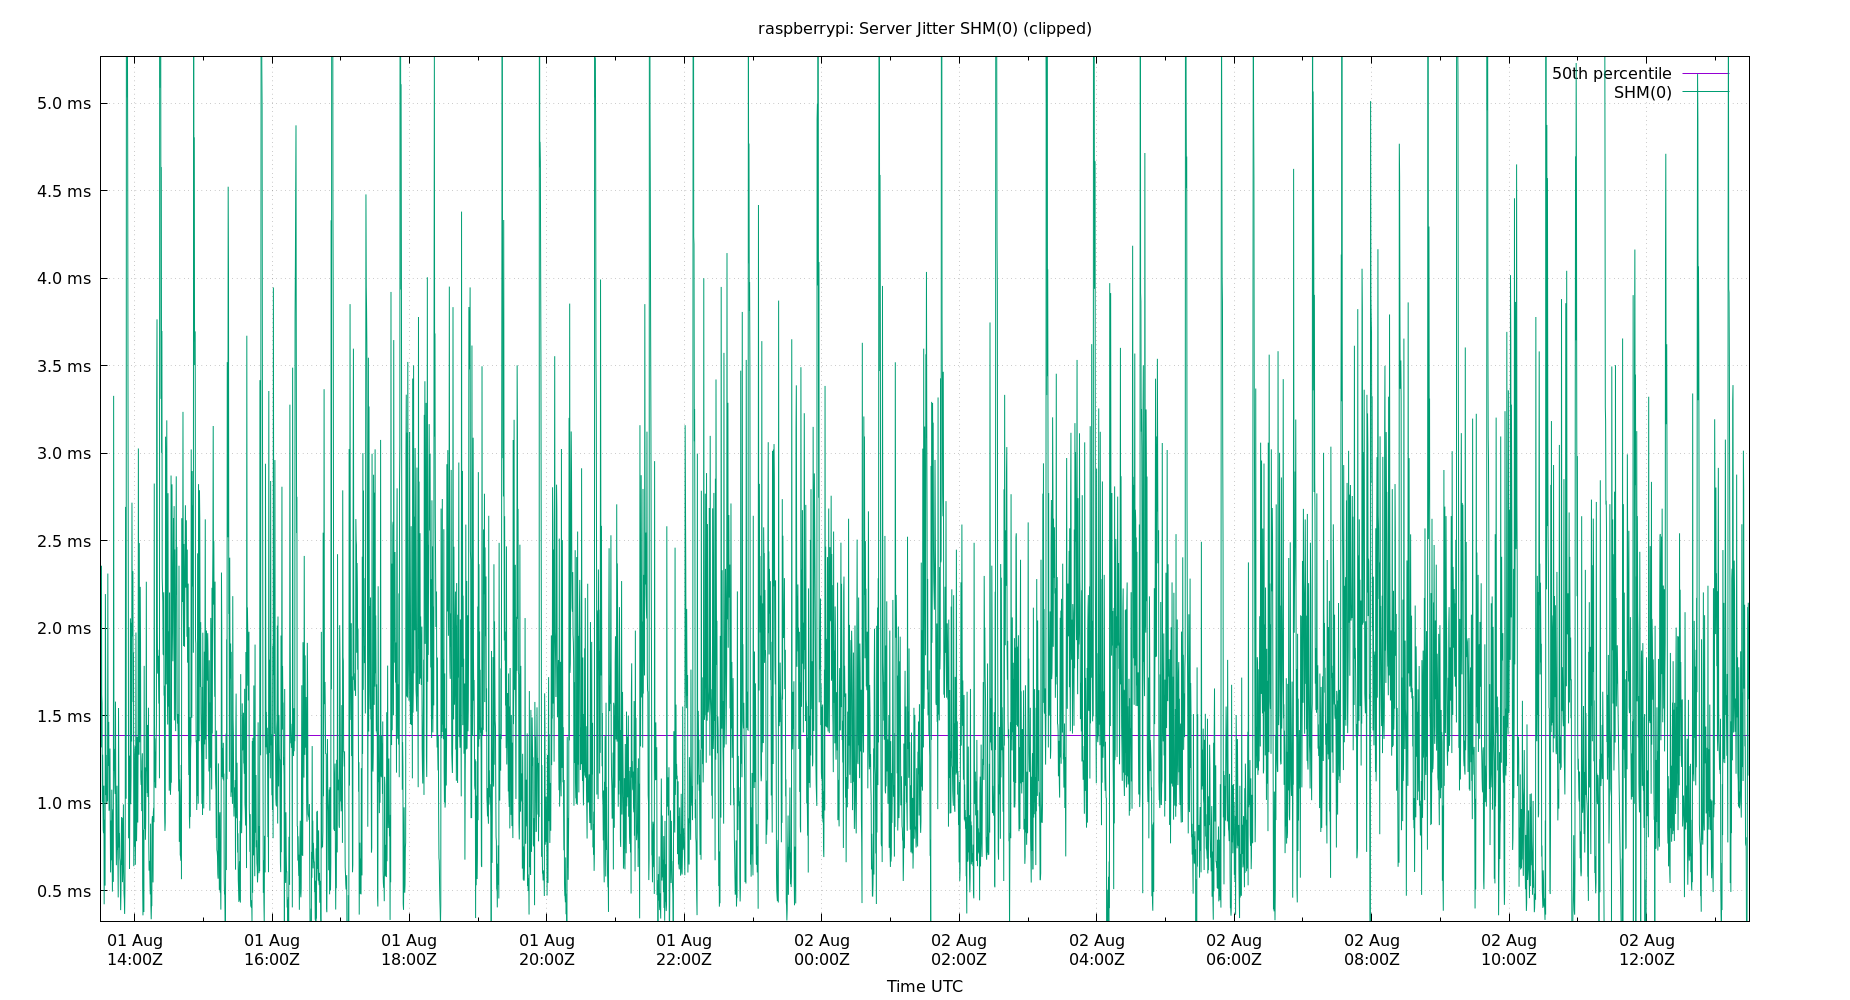 raspberrypi: Server Jitter SHM(0) (clipped)
50th percentile
SHM(0)
5.0 ms
4.5 ms
4.0 ms
3.5 ms
3.0 ms
2.5 ms
2.0 ms
1.5 ms
1.0 ms
0.5 ms
01 Aug 01 Aug 01 Aug 01 Aug 01 Aug 02 Aug 02 Aug 02 Aug 02 Aug 02 Aug 02 Aug 02 Aug
14:00Z 16:00Z 18:00Z 20:00Z 22:00Z 00:00Z 02:00Z 04:00Z 06:00Z 08:00Z 10:00Z 12:00Z
Time UTC